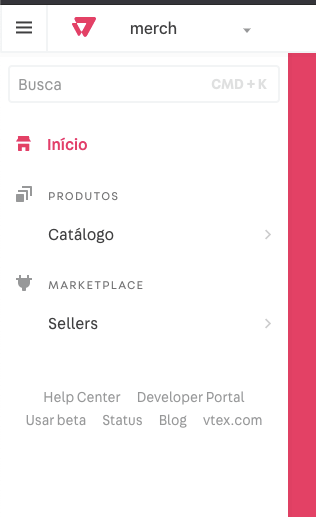 merch
Busca CMD + K
Início
PRODUTOS
Catálogo
MARKETPLACE
Sellers
Help Center Developer Portal
Usar beta Status Blog vtex.com